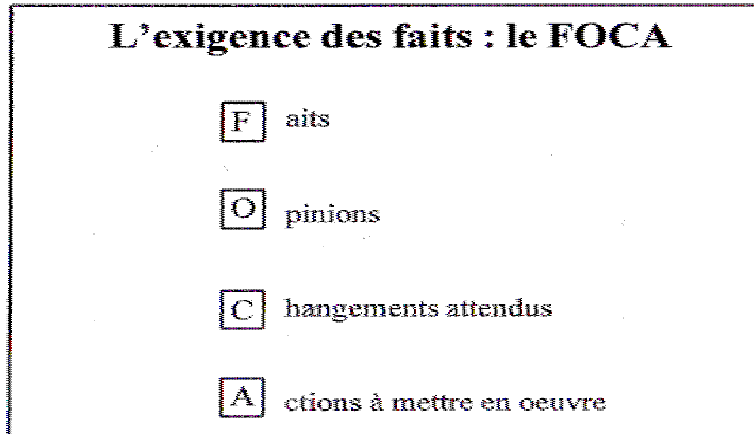 L'exigence des faits : le FOCA
F aits
O pinions
C hangements attendus
A ctions à mettre en oeuvre